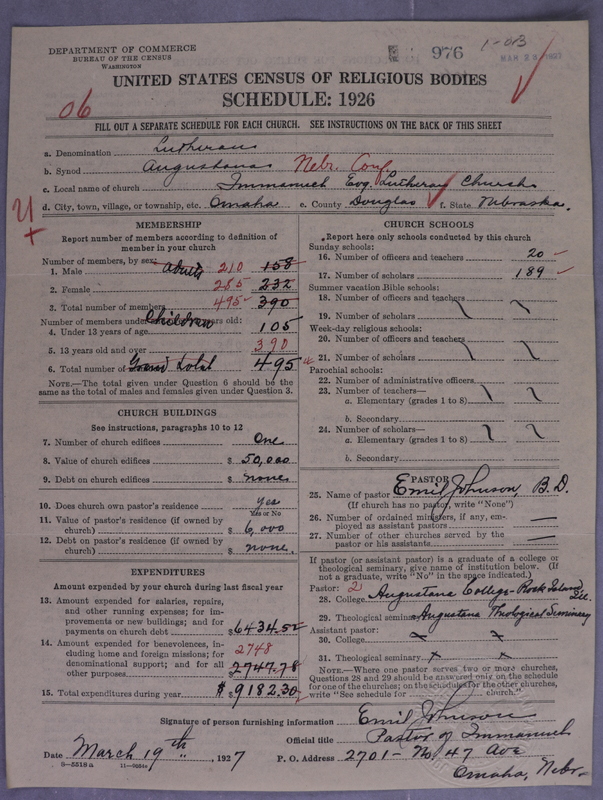 DEPARTMENT OF COMMERCE
BUREAU OF THE CENSUS
WASHINGTON
976
1-013
UNITED STATES CENSUS OF RELIGIOUS BODIES
SCHEDULE: 1926
06
FILL OUT A SEPARATE SCHEDULE FOR EACH CHURCH. SEE INSTRUCTIONS ON THE BACK OF THIS SHEET
a. Denomination Lutheran
b. Synod Augustana Nebr. Conf
c. Local name of church Immanuel Evg. Lutheran Church
d. City, town, village, or township, etc. Omaha e. County Douglas f. State Nebraska.
MEMBERSHIP
Report number of members according to definition of member in your church
Number of members, by sex:
1. Male Adults 210 158
2. Female 285 232
3. Total number of members 495 390
Number of members under Children years old:
4. Under 13 years of age 105
5. 13 years old and over 390
6. Total number of Grand Total 495
NOTE.—The total given under Question 6 should be the same as the total of males and females given under Question 3.
CHURCH BUILDINGS
See instructions, paragraphs 10 to 12
7. Number of church edifices One
8. Value of church edifices $ 50,000
9. Debt on church edifices $ none
10. Does church own pastor's residence? Yes
Yes or No
11. Value of pastor's residence (if owned by church) $ 6,000
12. Debt on pastor's residence (if owned by church) $ none.
EXPENDITURES
Amount expended by church during last fiscal year
13. Amount expended for salaries, repairs, and other running expenses; for improvements or new buildings; and for payments on church debt $ 6434.52
14. Amount expended for benevolences, including home and foreign missions; for denominational support; and for all other purposes 2748 2747.78
15. Total expenditures during year $ 9182.30
CHURCH SCHOOLS
Report here only schools conducted by this church
Sunday schools:
16. Number of officers and teachers 20
17. Number of scholars 189
Summer vacation Bible schools:
18. Number of officers and teachers
19. Number of scholars
Week-day religious schools:
20. Number of officers and teachers
21. Number of scholars
Parochial schools:
22. Number of administrative officers
23. Number of teachers—
a. Elementary (grades 1 to 8)
b. Secondary
24. Number of scholars—
a. Elementary (grades 1 to 8)
b. Secondary
PASTOR
25. Name of pastor Emil Johnson, B.D.
(If church has no pastor, write "None")
26. Number of ordained ministers, if any, employed as assistant pastors —
27. Number of other churches served by the pastor or his assistants —
If pastor (or assistant pastor) is a graduate of a college or theological seminary, give name of institution below. (If not a graduate, write "No" in the space indicated.)
Pastor: 2
28. College Augustana College-Rock Island Ill.
29. Theological seminary Augustana Theological Seminary
Assistant pastor:
30. College x x
31. Theological seminary x x
NOTE.—Where one pastor serves two or more churches, Questions 28 and 29 should be answered only on the schedule for one of the churches; on the schedule for the other churches, write "See schedule for church."
Signature of person furnishing information Emil Johnson
Official title Pastor of Immanuel
Date March 19th, 1927 P. O. Address 2701- No 47 Ave
Omaha, Nebr.
8-5518a 11-9034